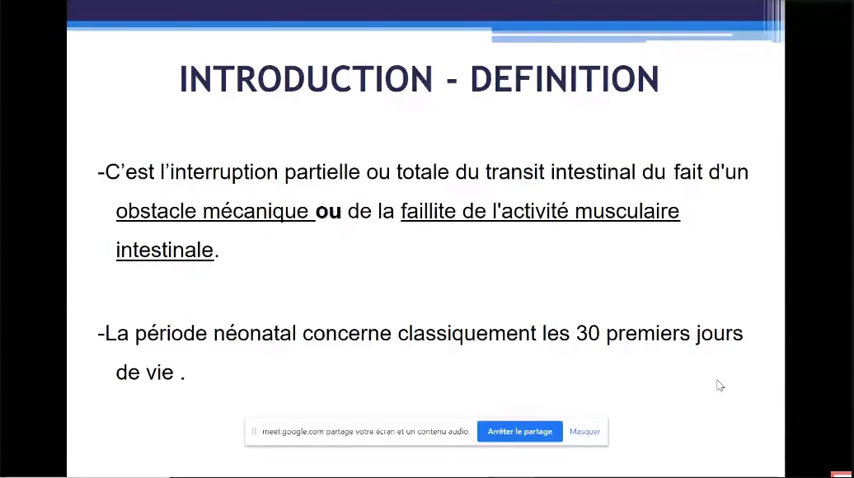 INTRODUCTION - DEFINITION
-C’est l’interruption partielle ou totale du transit intestinal du fait d'un
obstacle mécanique ou de la faillite de l'activité musculaire
intestinale.
-La période néonatal concerne classiquement les 30 premiers jours
de vie .
meet.google.com partage votre écran et un contenu audio. Arrêter le partage Masquer